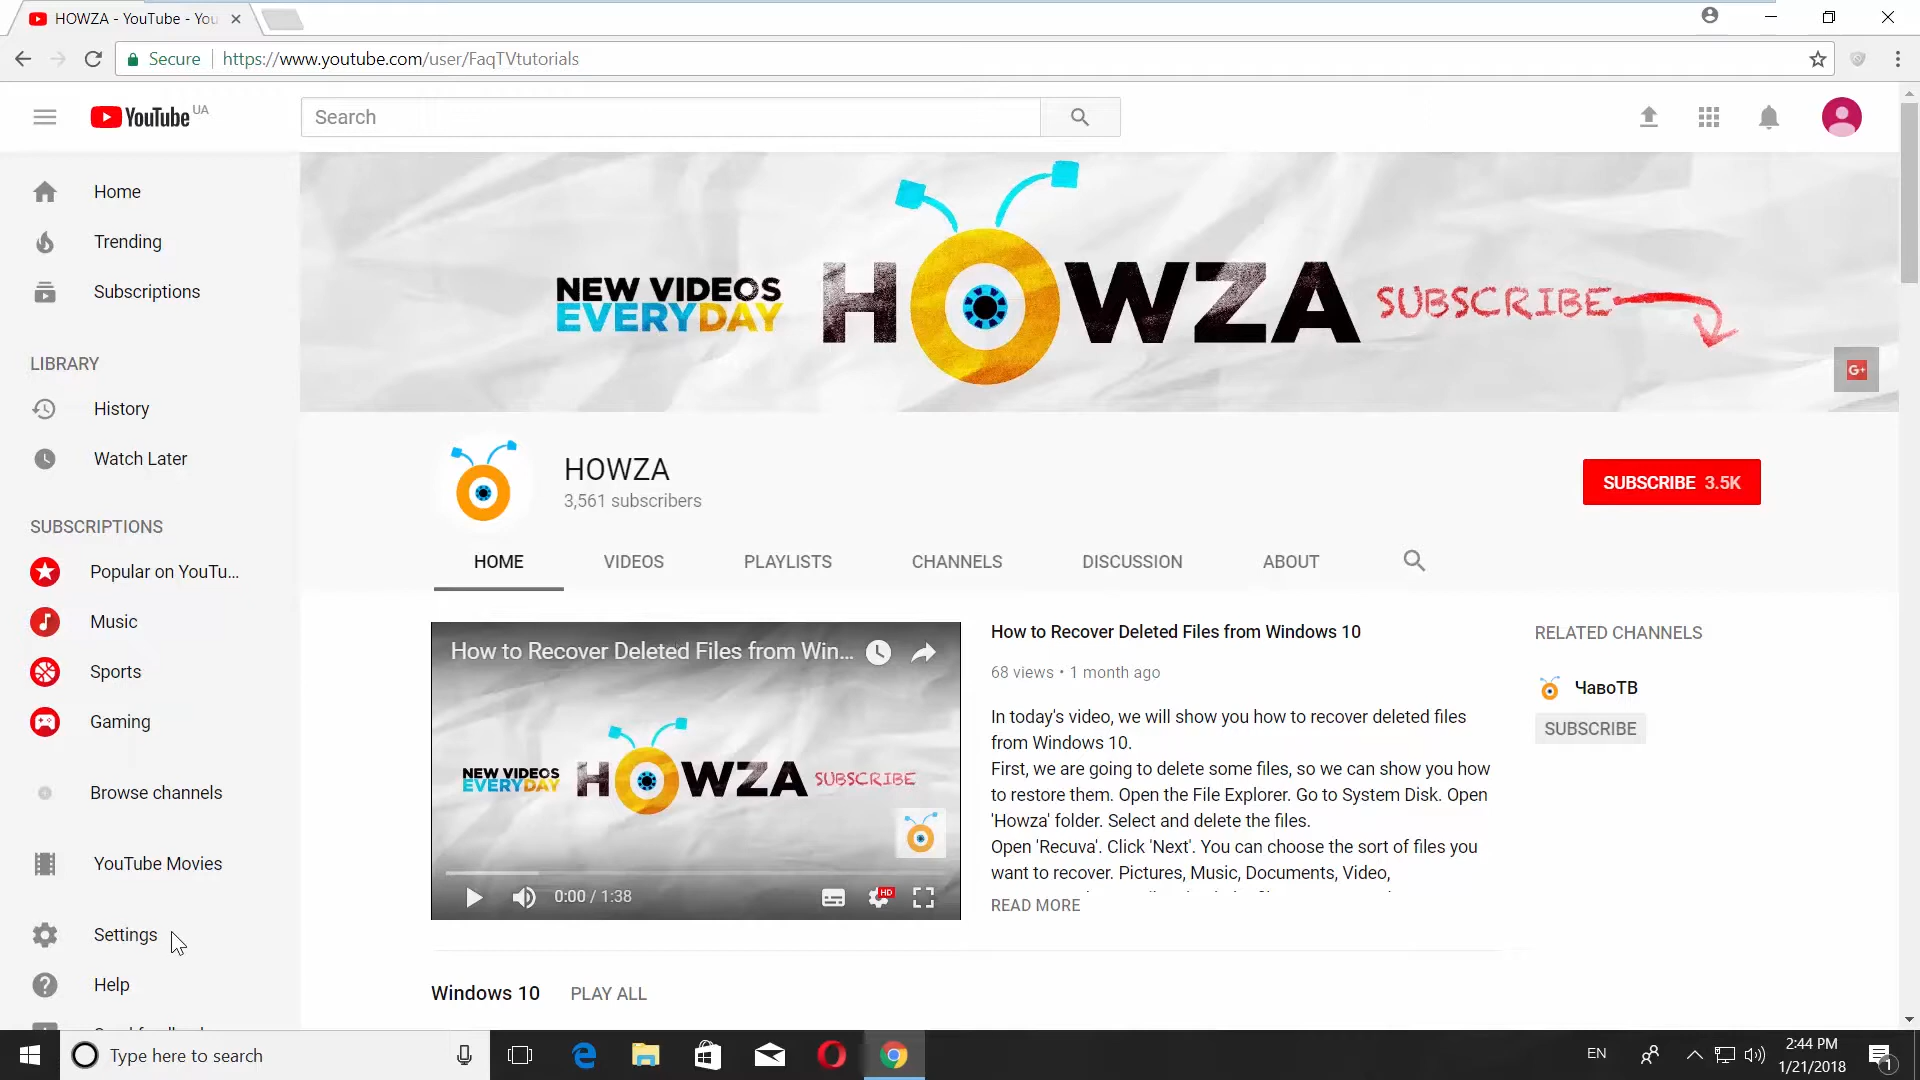 HOWZA - YouTube - You
Secure
https://www.youtube.com/user/FaqTVtutorials
YouTube UA
Search
Home
Trending
Subscriptions
LIBRARY
History
Watch Later
SUBSCRIPTIONS
Popular on YouTu...
Music
Sports
Gaming
Browse channels
YouTube Movies
Settings
Help
NEW VIDEOS
EVERYDAY
HOWZA
SUBSCRIBE
G+
HOWZA
3,561 subscribers
SUBSCRIBE 3.5K
HOME
VIDEOS
PLAYLISTS
CHANNELS
DISCUSSION
ABOUT
How to Recover Deleted Files from Win...
NEW VIDEOS
EVERYDAY
HOWZA
SUBSCRIBE
0:00 / 1:38
HD
How to Recover Deleted Files from Windows 10
68 views • 1 month ago
In today's video, we will show you how to recover deleted files
from Windows 10.
First, we are going to delete some files, so we can show you how
to restore them. Open the File Explorer. Go to System Disk. Open
'Howza' folder. Select and delete the files.
Open 'Recuva'. Click 'Next'. You can choose the sort of files you
want to recover. Pictures, Music, Documents, Video,
READ MORE
RELATED CHANNELS
ЧавоТВ
SUBSCRIBE
Windows 10
PLAY ALL
Type here to search
EN
2:44 PM
1/21/2018
1